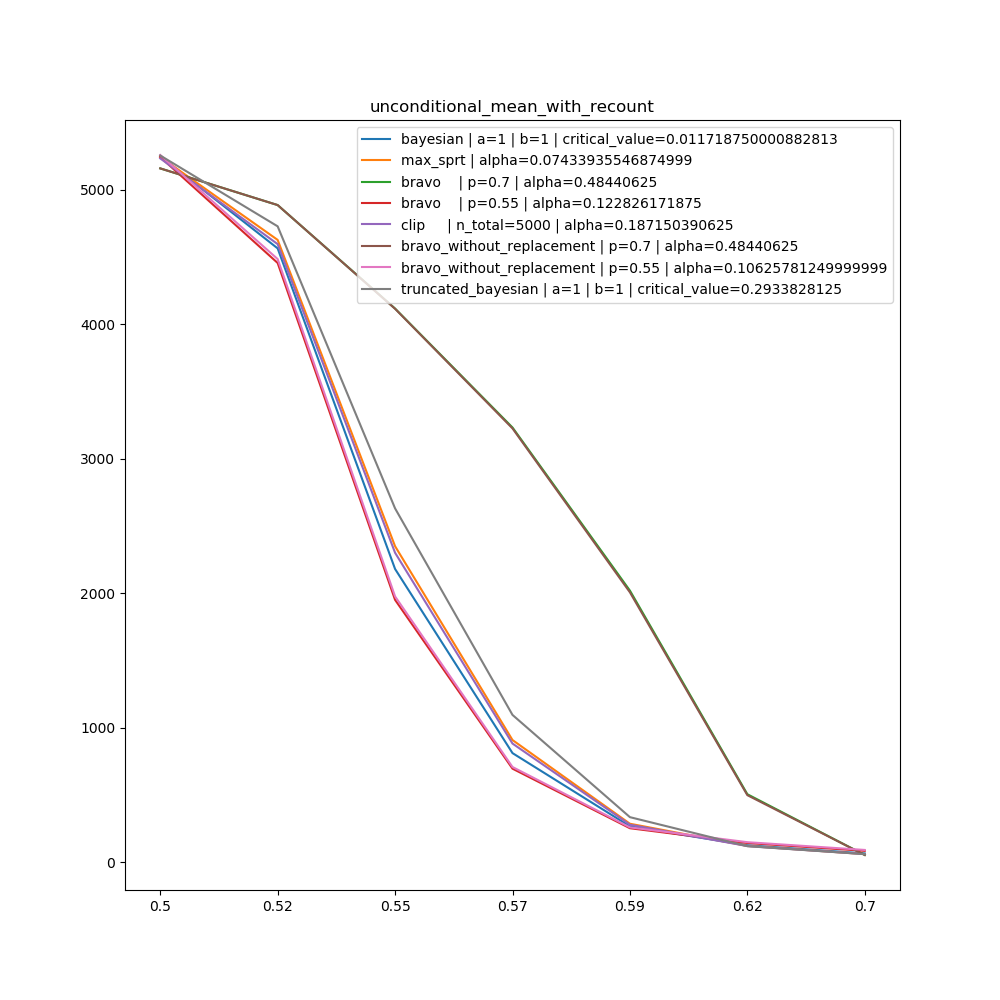 unconditional_mean_with_recount
bayesian | a=1 | b=1 | critical_value=0.011718750000882813
max_sprt | alpha=0.07433935546874999
bravo    | p=0.7 | alpha=0.48440625
bravo    | p=0.55 | alpha=0.122826171875
clip     | n_total=5000 | alpha=0.187150390625
bravo_without_replacement | p=0.7 | alpha=0.48440625
bravo_without_replacement | p=0.55 | alpha=0.10625781249999999
truncated_bayesian | a=1 | b=1 | critical_value=0.2933828125
5000
4000
3000
2000
1000
0
0.5 0.52 0.55 0.57 0.59 0.62 0.7